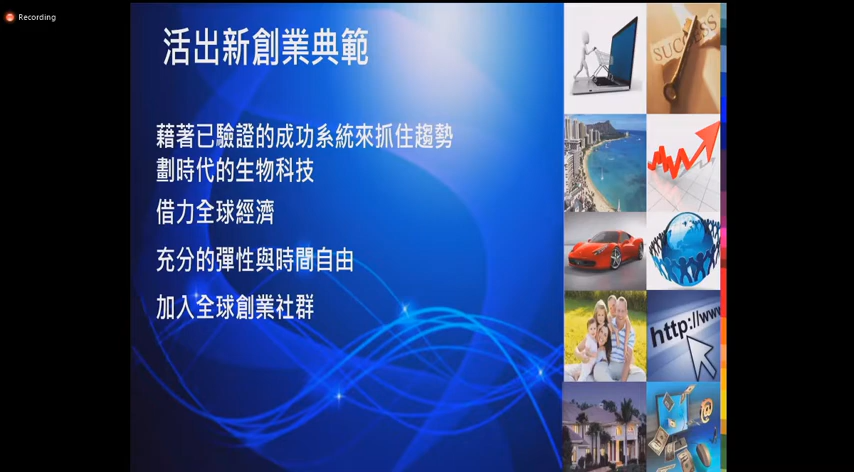 Recording
活出新創業典範
藉著已驗證的成功系統來抓住趨勢
劃時代的生物科技
借力全球經濟
充分的彈性與時間自由
加入全球創業社群
SUCCESS
http://www
@